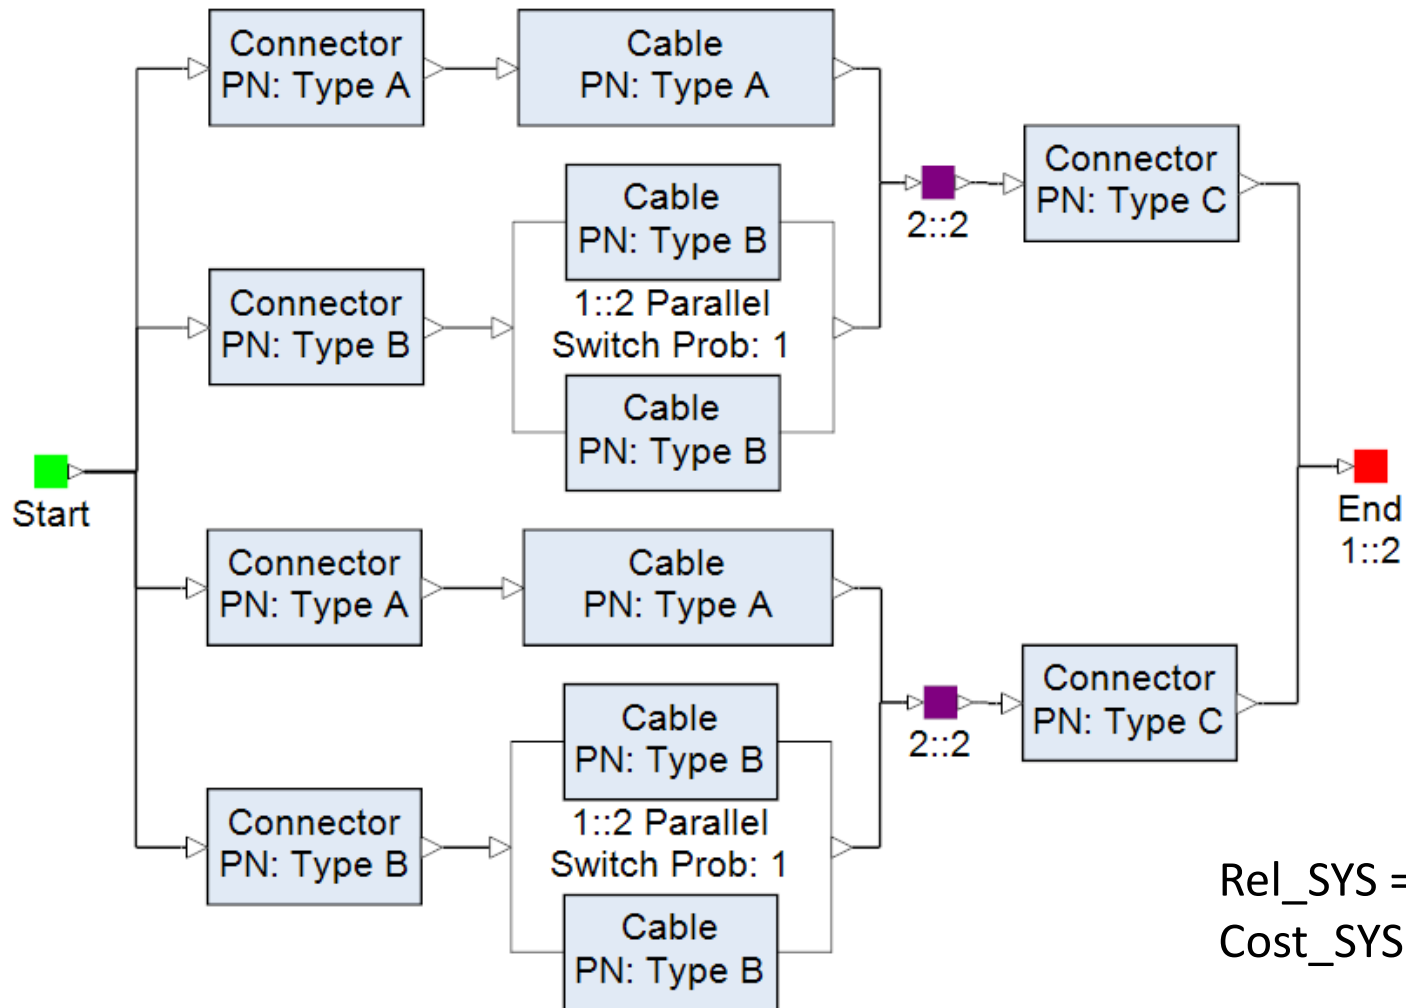 Connector
PN: Type A
Cable
PN: Type A
Cable
PN: Type B
Connector
PN: Type C
2::2
Connector
PN: Type B
1::2 Parallel
Switch Prob: 1
Cable
PN: Type B
Start
End
1::2
Connector
PN: Type A
Cable
PN: Type A
Connector
PN: Type C
Cable
PN: Type B
2::2
Connector
PN: Type B
1::2 Parallel
Switch Prob: 1
Cable
PN: Type B
Rel_SYS =
Cost_SYS